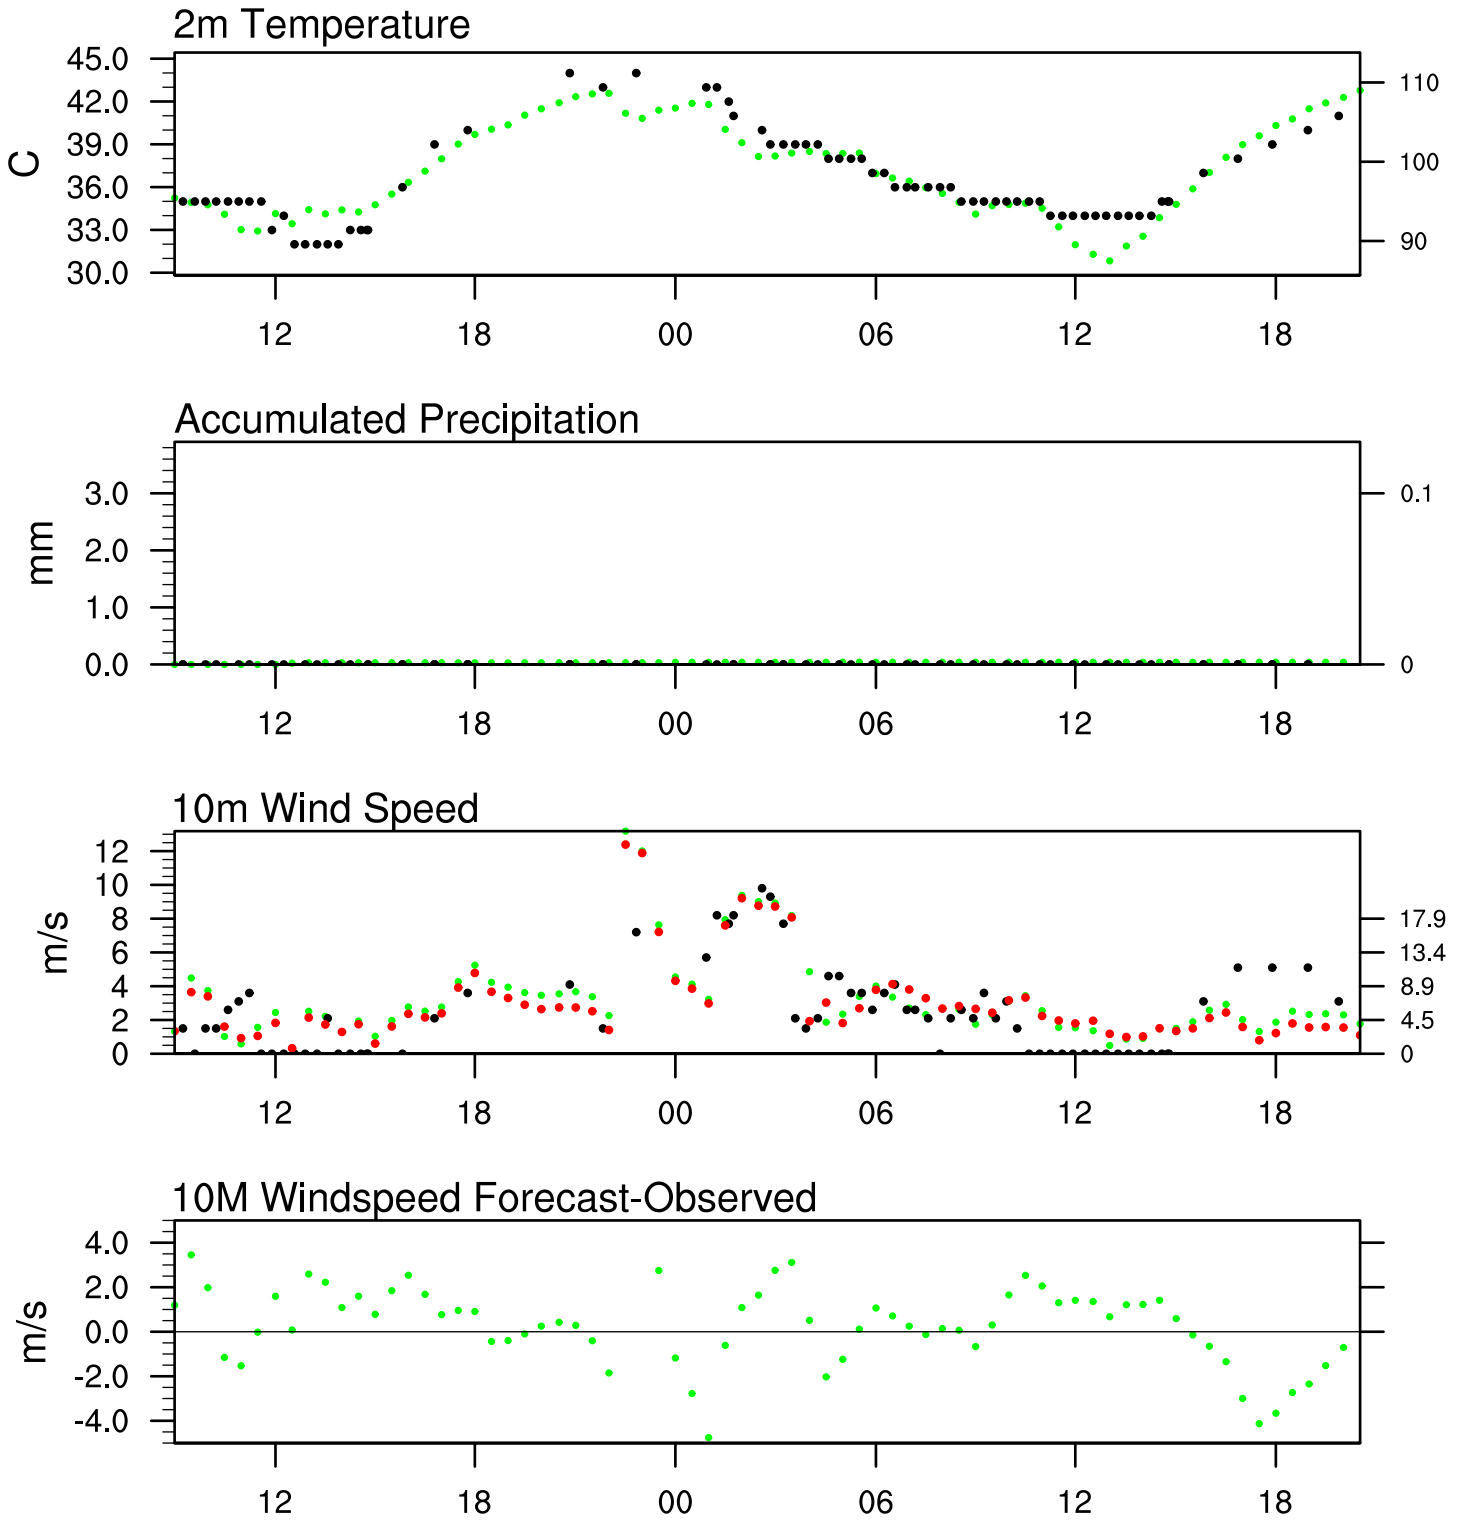 2m Temperature
45.0
42.0
39.0
36.0
33.0
30.0
C
110
100
90
12 18 00 06 12 18
Accumulated Precipitation
3.0
2.0
1.0
0.0
mm
0.1
0
12 18 00 06 12 18
10m Wind Speed
12
10
8
6
4
2
0
m/s
17.9
13.4
8.9
4.5
0
12 18 00 06 12 18
10M Windspeed Forecast-Observed
4.0
2.0
0.0
-2.0
-4.0
m/s
12 18 00 06 12 18